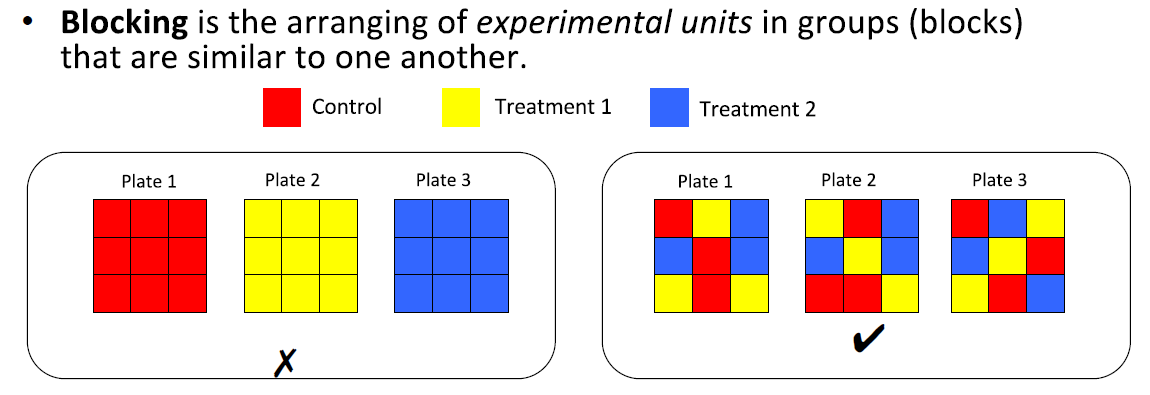 • Blocking is the arranging of experimental units in groups (blocks)
that are similar to one another.
Control Treatment 1 Treatment 2
Plate 1 Plate 2 Plate 3 Plate 1 Plate 2 Plate 3
✗ ✔